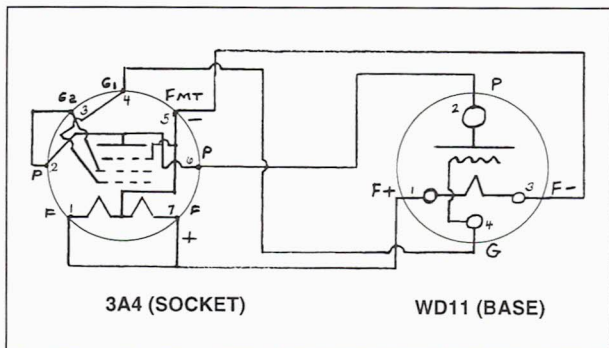 G1
G2 3 4 FMT
5 -
P 2 6 P
F 1 7 F
+
P
2
F+ 1 3 F-
4
G
3A4 (SOCKET) WD11 (BASE)